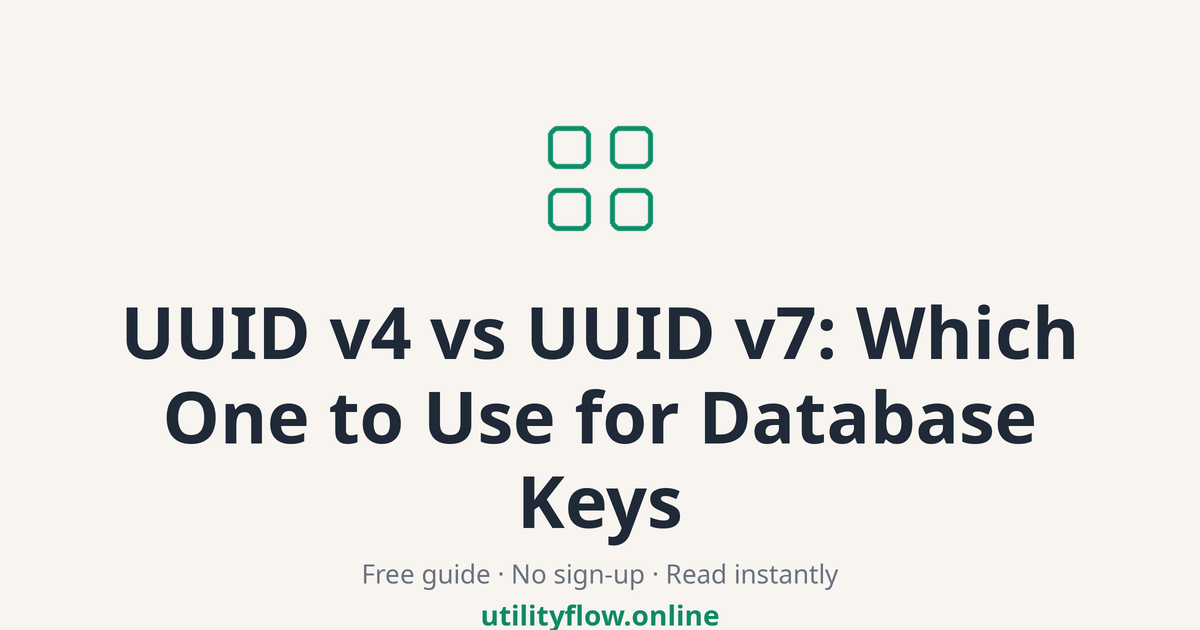 UUID v4 vs UUID v7: Which
One to Use for Database
Keys
Free guide · No sign-up · Read instantly
utilityflow.online